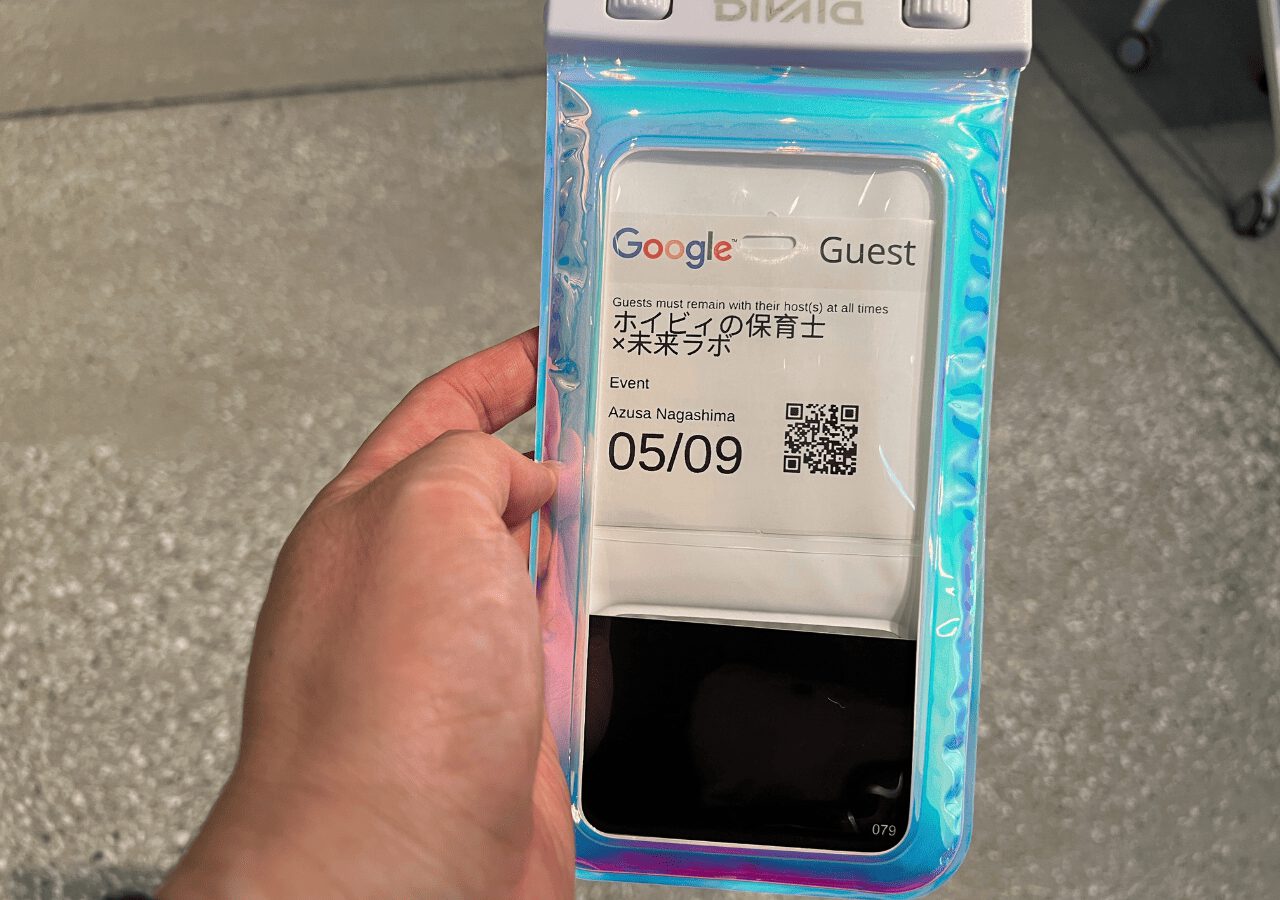 Google™ Guest
Guests must remain with their host(s) at all times
ホイビィの保育士
×未来ラボ
Event
Azusa Nagashima
05/09
079